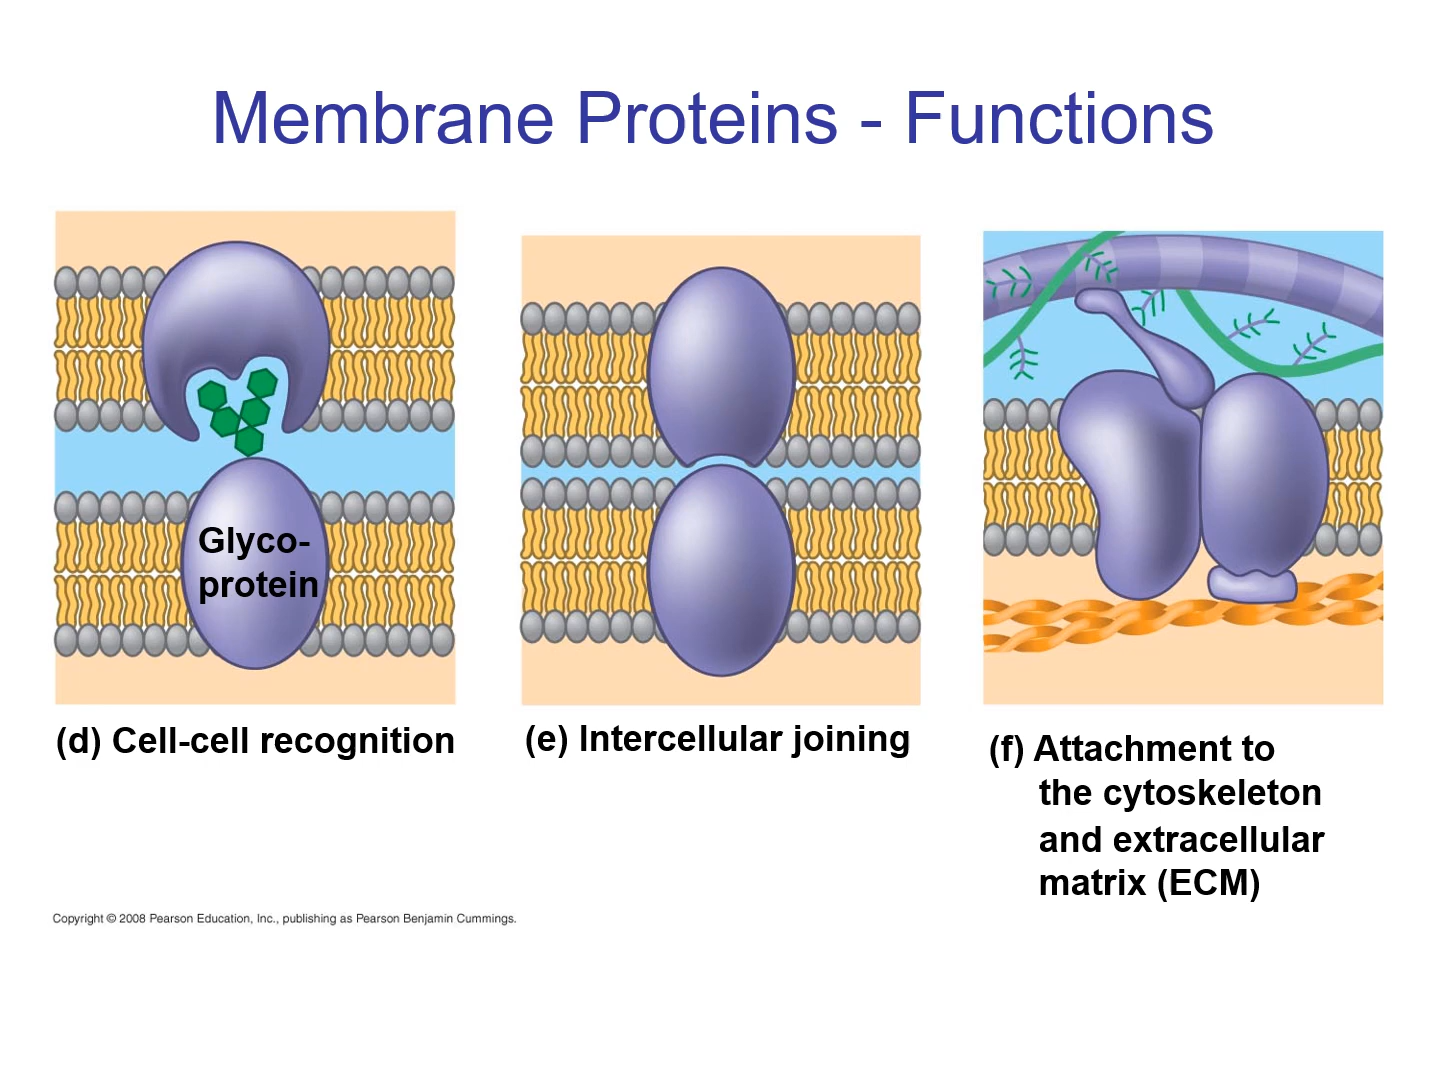 Membrane Proteins - Functions
Glyco-
protein
(d) Cell-cell recognition
(e) Intercellular joining
(f) Attachment to
the cytoskeleton
and extracellular
matrix (ECM)
Copyright © 2008 Pearson Education, Inc., publishing as Pearson Benjamin Cummings.